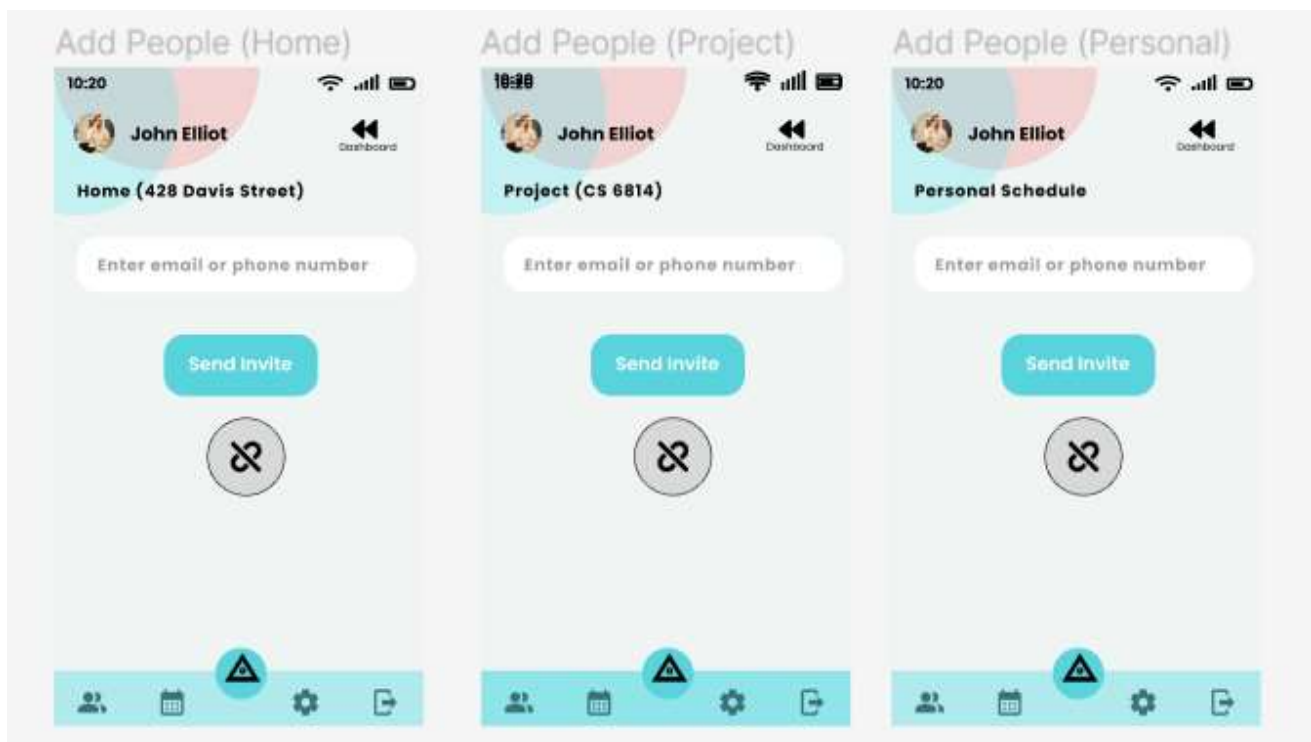 Add People (Home)
10:20
John Elliot
Dashboard
Home (428 Davis Street)
Enter email or phone number
Send Invite
Add People (Project)
John Elliot
Dashboard
Project (CS 6814)
Enter email or phone number
Send Invite
Add People (Personal)
10:20
John Elliot
Dashboard
Personal Schedule
Enter email or phone number
Send Invite